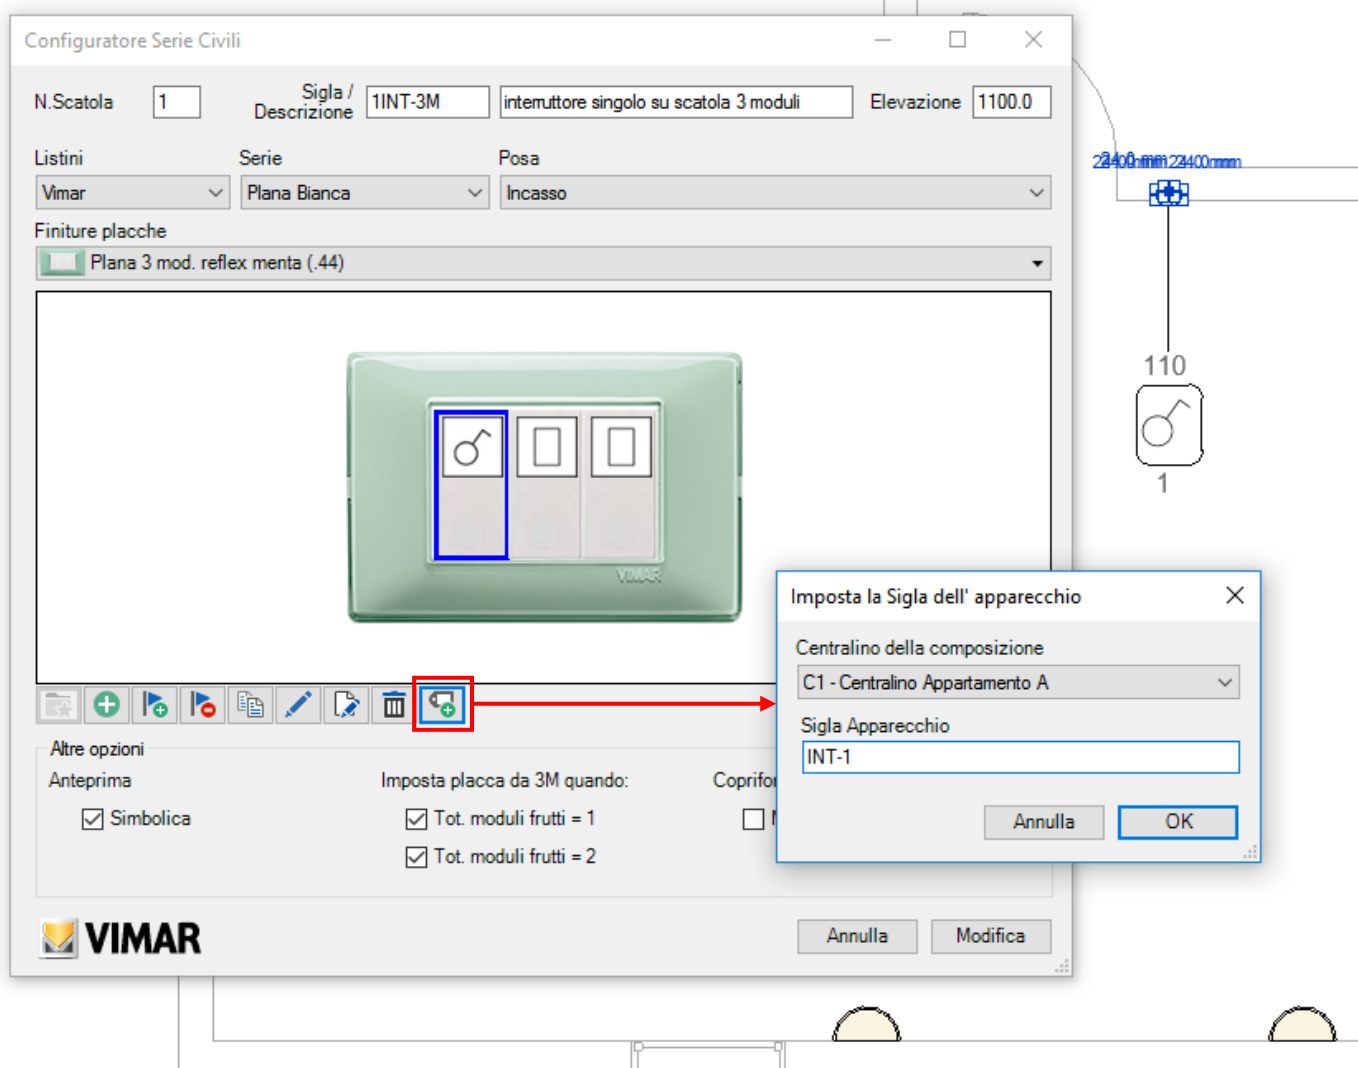 Configuratore Serie Civili
N.Scatola
1
Sigla /
Descrizione
1INT-3M
interruttore singolo su scatola 3 moduli
Elevazione
1100.0
Listini
Serie
Posa
Vimar
Plana Bianca
Incasso
Finiture placche
Plana 3 mod. reflex menta (.44)
VIMAR
110
1
Imposta la Sigla dell' apparecchio
Centralino della composizione
C1 - Centralino Appartamento A
Sigla Apparecchio
INT-1
Annulla
OK
Altre opzioni
Anteprima
Imposta placca da 3M quando:
Simbolica
Tot. moduli frutti = 1
Tot. moduli frutti = 2
VIMAR
Annulla
Modifica